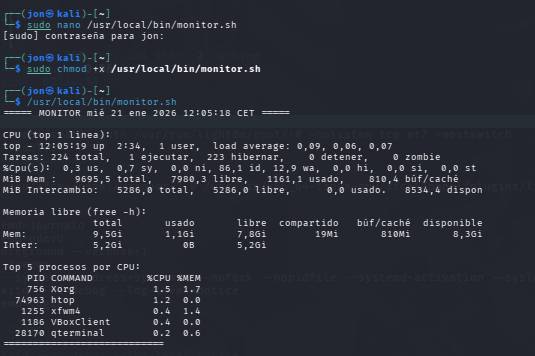 ┌──(jon㉿kali)-[~]
└─$ sudo nano /usr/local/bin/monitor.sh
[sudo] contraseña para jon:

┌──(jon㉿kali)-[~]
└─$ sudo chmod +x /usr/local/bin/monitor.sh

┌──(jon㉿kali)-[~]
└─$ /usr/local/bin/monitor.sh
===== MONITOR mié 21 ene 2026 12:05:18 CET =====

CPU (top 1 linea):
top - 12:05:19 up  2:34,  1 user,  load average: 0,09, 0,06, 0,07
Tareas: 224 total,   1 ejecutar,  223 hibernar,    0 detener,    0 zombie
%Cpu(s):  0,3 us,  0,7 sy,  0,0 ni, 86,1 id, 12,9 wa,  0,0 hi,  0,0 si,  0,0 st
MiB Mem :   9695,5 total,   7980,3 libre,   1161,1 usado,    810,4 búf/caché
MiB Intercambio:   5286,0 total,   5286,0 libre,      0,0 usado.   8534,4 dispon

Memoria libre (free -h):
               total       usado       libre  compartido   búf/caché  disponible
Mem:           9,5Gi       1,1Gi       7,8Gi        19Mi       810Mi       8,3Gi
Inter:         5,2Gi          0B       5,2Gi

Top 5 procesos por CPU:
    PID COMMAND         %CPU %MEM
    756 Xorg             1.5  1.7
  74963 htop             1.2  0.0
   1255 xfwm4            0.4  1.4
   1186 VBoxClient       0.4  0.0
  28170 qterminal        0.2  0.6
===========================